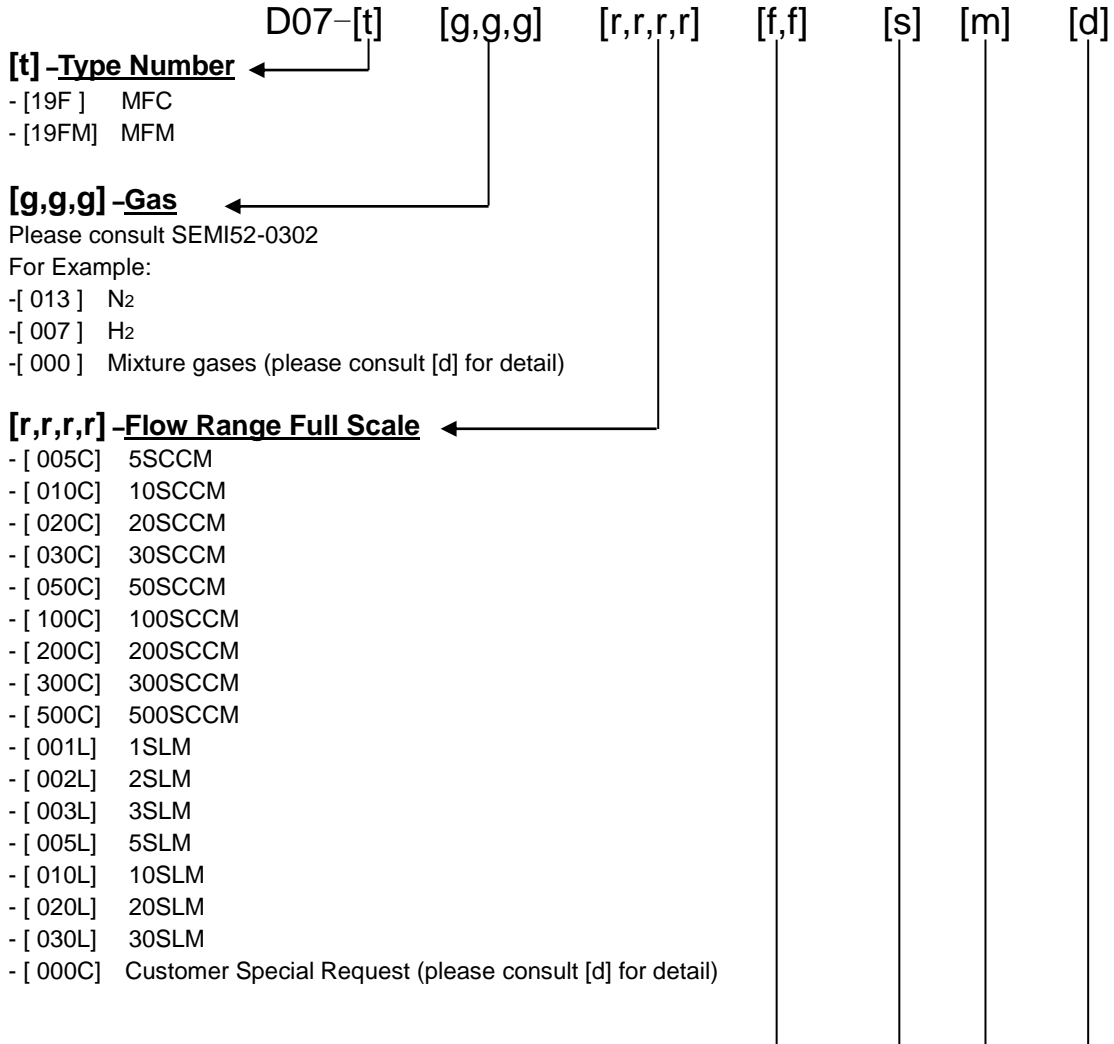 D07-[t] [g,g,g] [r,r,r,r] [f,f] [s] [m] [d]
[t] –Type Number
- [19F ] MFC
- [19FM] MFM
[g,g,g] –Gas
Please consult SEMI52-0302
For Example:
-[ 013 ] N2
-[ 007 ] H2
-[ 000 ] Mixture gases (please consult [d] for detail)
[r,r,r,r] –Flow Range Full Scale
- [ 005C] 5SCCM
- [ 010C] 10SCCM
- [ 020C] 20SCCM
- [ 030C] 30SCCM
- [ 050C] 50SCCM
- [ 100C] 100SCCM
- [ 200C] 200SCCM
- [ 300C] 300SCCM
- [ 500C] 500SCCM
- [ 001L] 1SLM
- [ 002L] 2SLM
- [ 003L] 3SLM
- [ 005L] 5SLM
- [ 010L] 10SLM
- [ 020L] 20SLM
- [ 030L] 30SLM
- [ 000C] Customer Special Request (please consult [d] for detail)